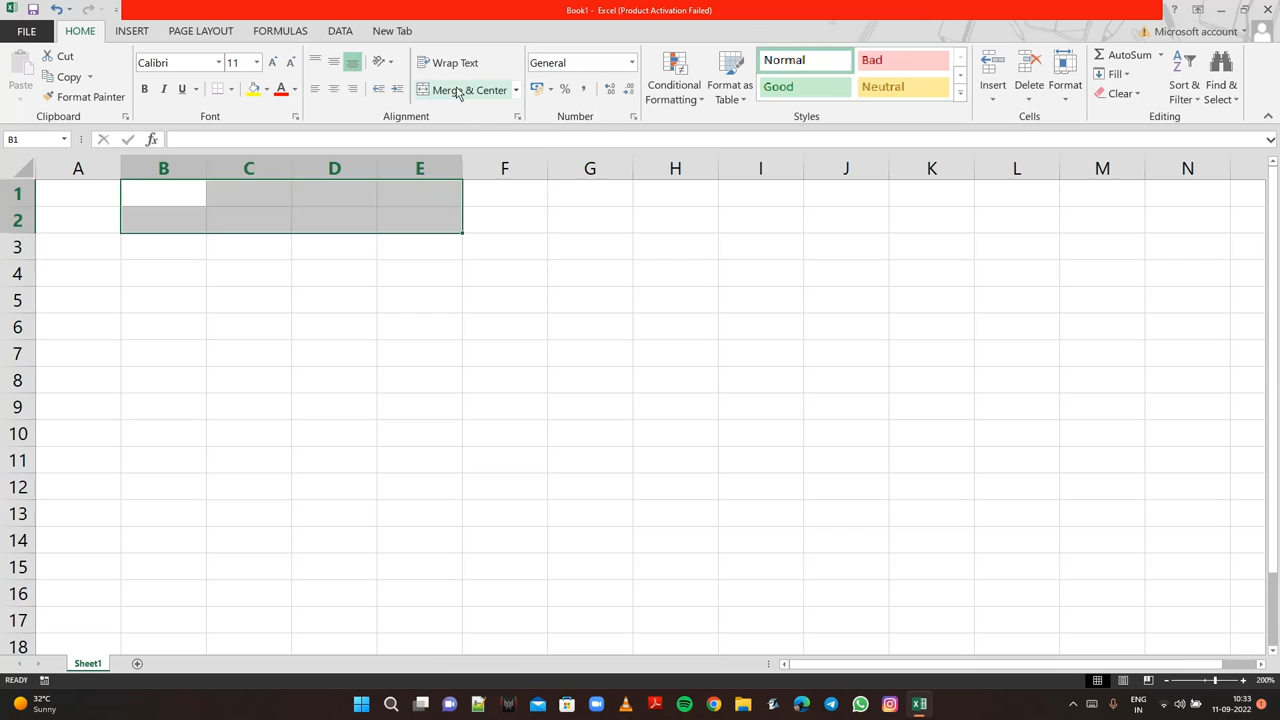 Book1 - Excel (Product Activation Failed)
FILE HOME INSERT PAGE LAYOUT FORMULAS DATA New Tab Microsoft account
Cut
Copy
Format Painter
Paste
Clipboard
Calibri 11
B I U A
Font
Wrap Text
Merge & Center
Alignment
General
% ,
Number
Conditional Formatting
Format as Table
Normal Bad
Good Neutral
Styles
Insert Delete Format
Cells
AutoSum
Fill
Clear
Sort & Filter
Find & Select
Editing
B1 fx
A B C D E F G H I J K L M N
1
2
3
4
5
6
7
8
9
10
11
12
13
14
15
16
17
18
Sheet1
READY 200%
32°C
Sunny
ENG
IN
10:33
11-09-2022